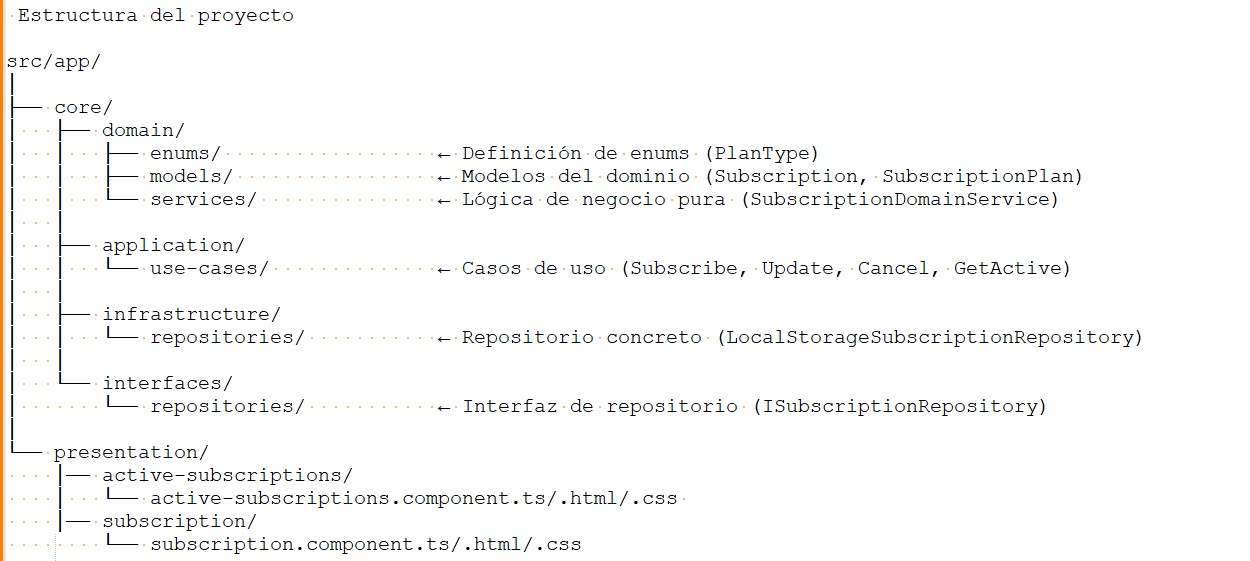 Estructura del proyecto
src/app/
│
├── core/
│   ├── domain/
│   │   ├── enums/                  ← Definición de enums (PlanType)
│   │   ├── models/                 ← Modelos del dominio (Subscription, SubscriptionPlan)
│   │   └── services/               ← Lógica de negocio pura (SubscriptionDomainService)
│   │
│   ├── application/
│   │   └── use-cases/              ← Casos de uso (Subscribe, Update, Cancel, GetActive)
│   │
│   ├── infrastructure/
│   │   └── repositories/           ← Repositorio concreto (LocalStorageSubscriptionRepository)
│   │
│   └── interfaces/
│       └── repositories/           ← Interfaz de repositorio (ISubscriptionRepository)
│
└── presentation/
    │── active-subscriptions/
    │   └── active-subscriptions.component.ts/.html/.css
    │── subscription/
        └── subscription.component.ts/.html/.css